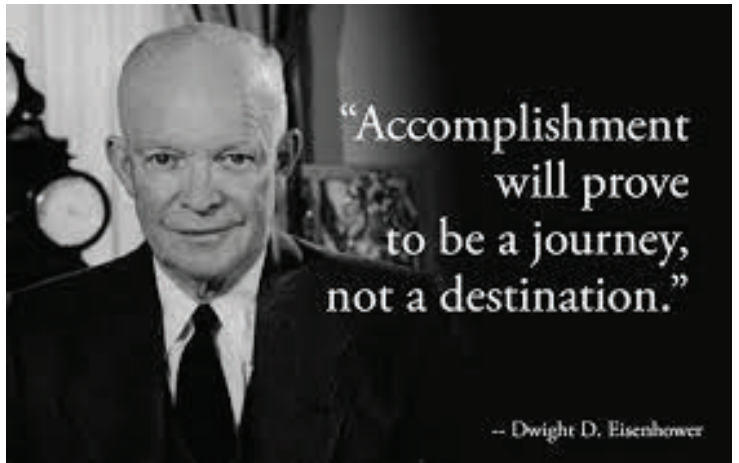 “Accomplishment
will prove
to be a journey,
not a destination.”
-- Dwight D. Eisenhower